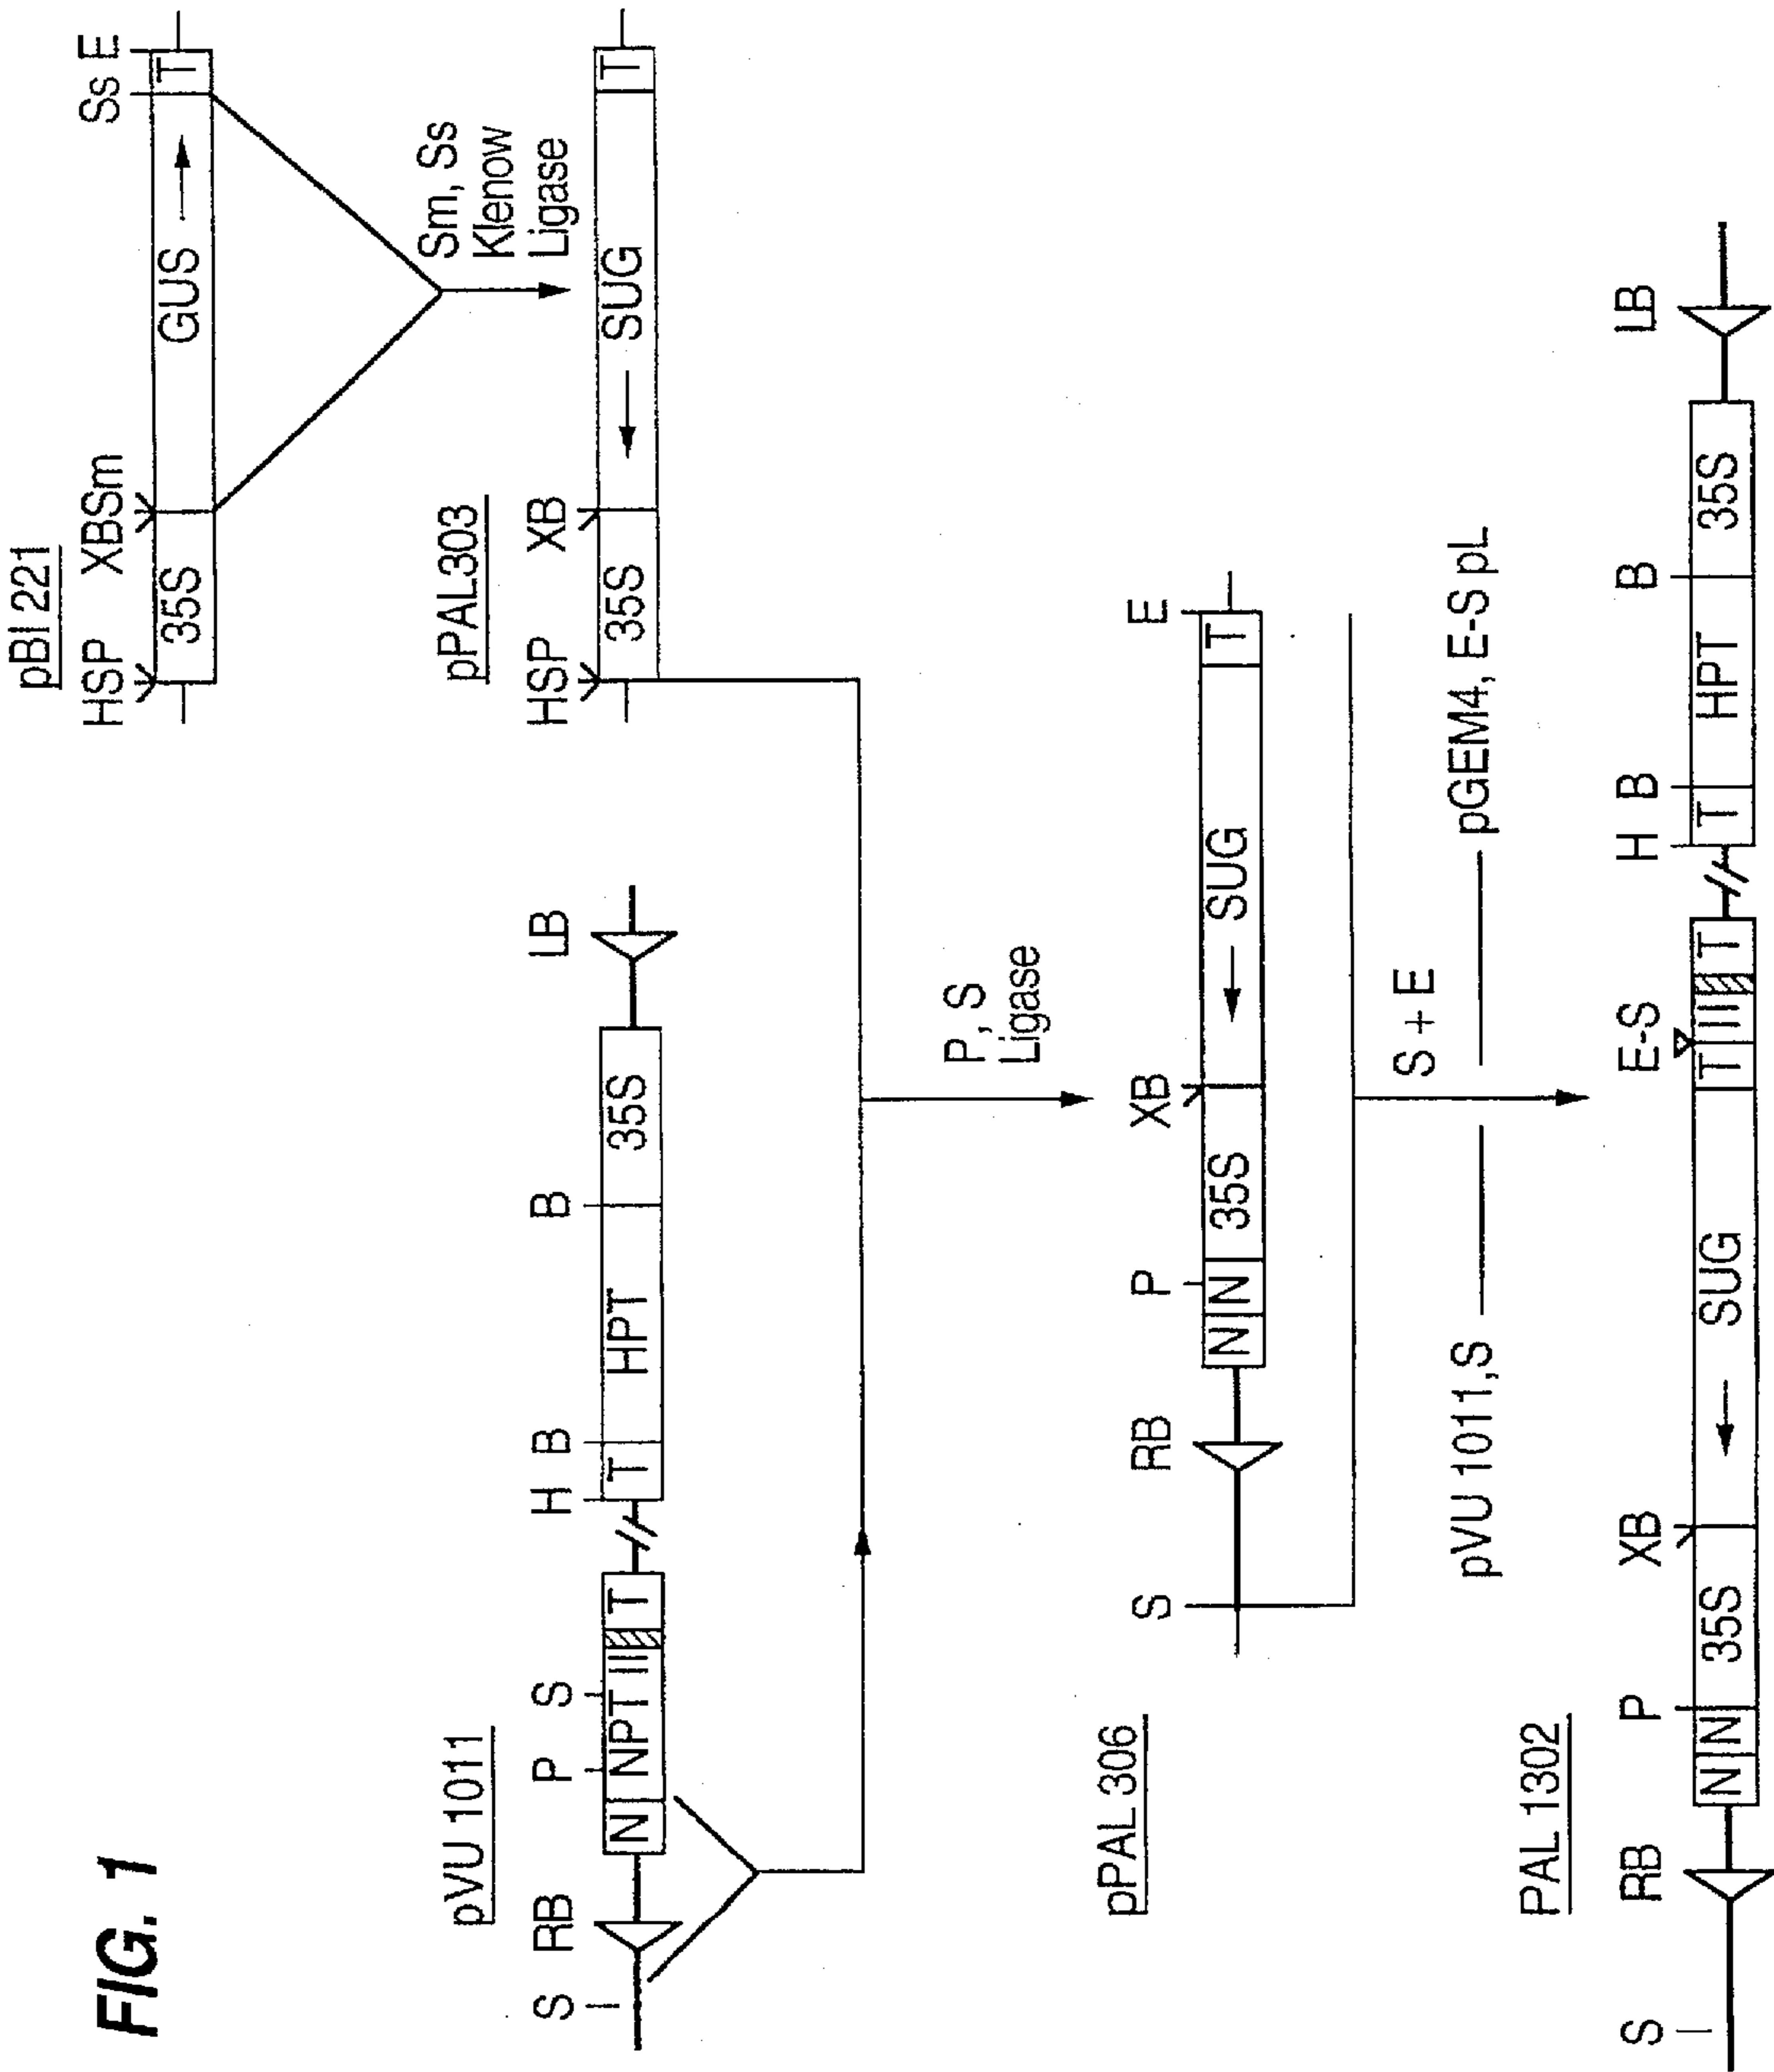 FIG. 1
pBI 221
HSP XBSm Ss E
35S GUS T
Sm, Ss
Klenow
Ligase
pPAL303
HSP XB
35S SUG T
pVU 1011
S RB P S H B B LB
N NPT II T T HPT 35S
P, S
Ligase
pPAL 306
S RB P XB E
N N 35S SUG T
S + E
pVU 1011,S pGEM4, E-S pL
PAL 1302
S RB P XB E-S H B B LB
N N 35S SUG T II T T HPT 35S